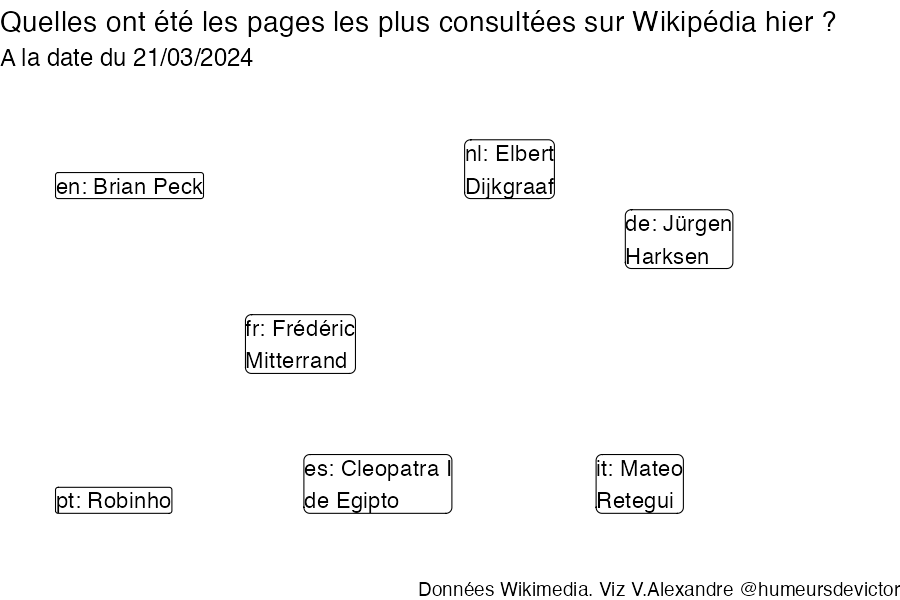 Quelles ont été les pages les plus consultées sur Wikipédia hier ?
A la date du 21/03/2024
nl: Elbert
Dijkgraaf
en: Brian Peck
de: Jürgen
Harksen
fr: Frédéric
Mitterrand
es: Cleopatra I
de Egipto
it: Mateo
Retegui
pt: Robinho
Données Wikimedia. Viz V.Alexandre @humeursdevictor